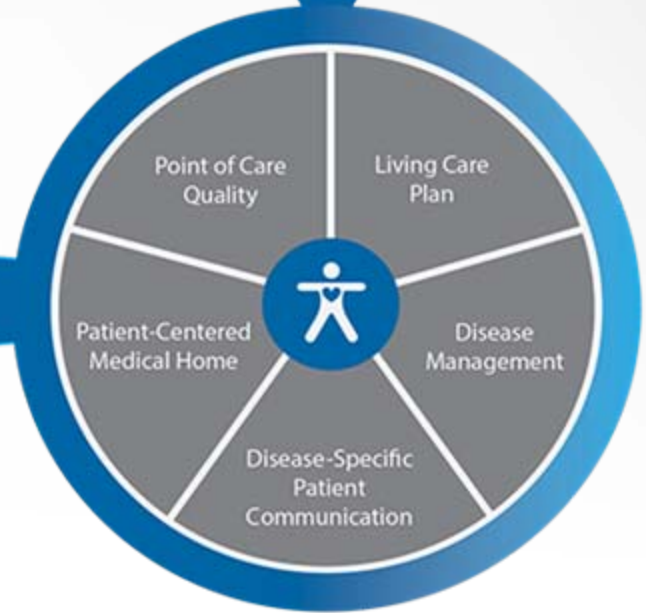 Point of Care
Quality
Living Care
Plan
Patient-Centered
Medical Home
Disease
Management
Disease-Specific
Patient
Communication